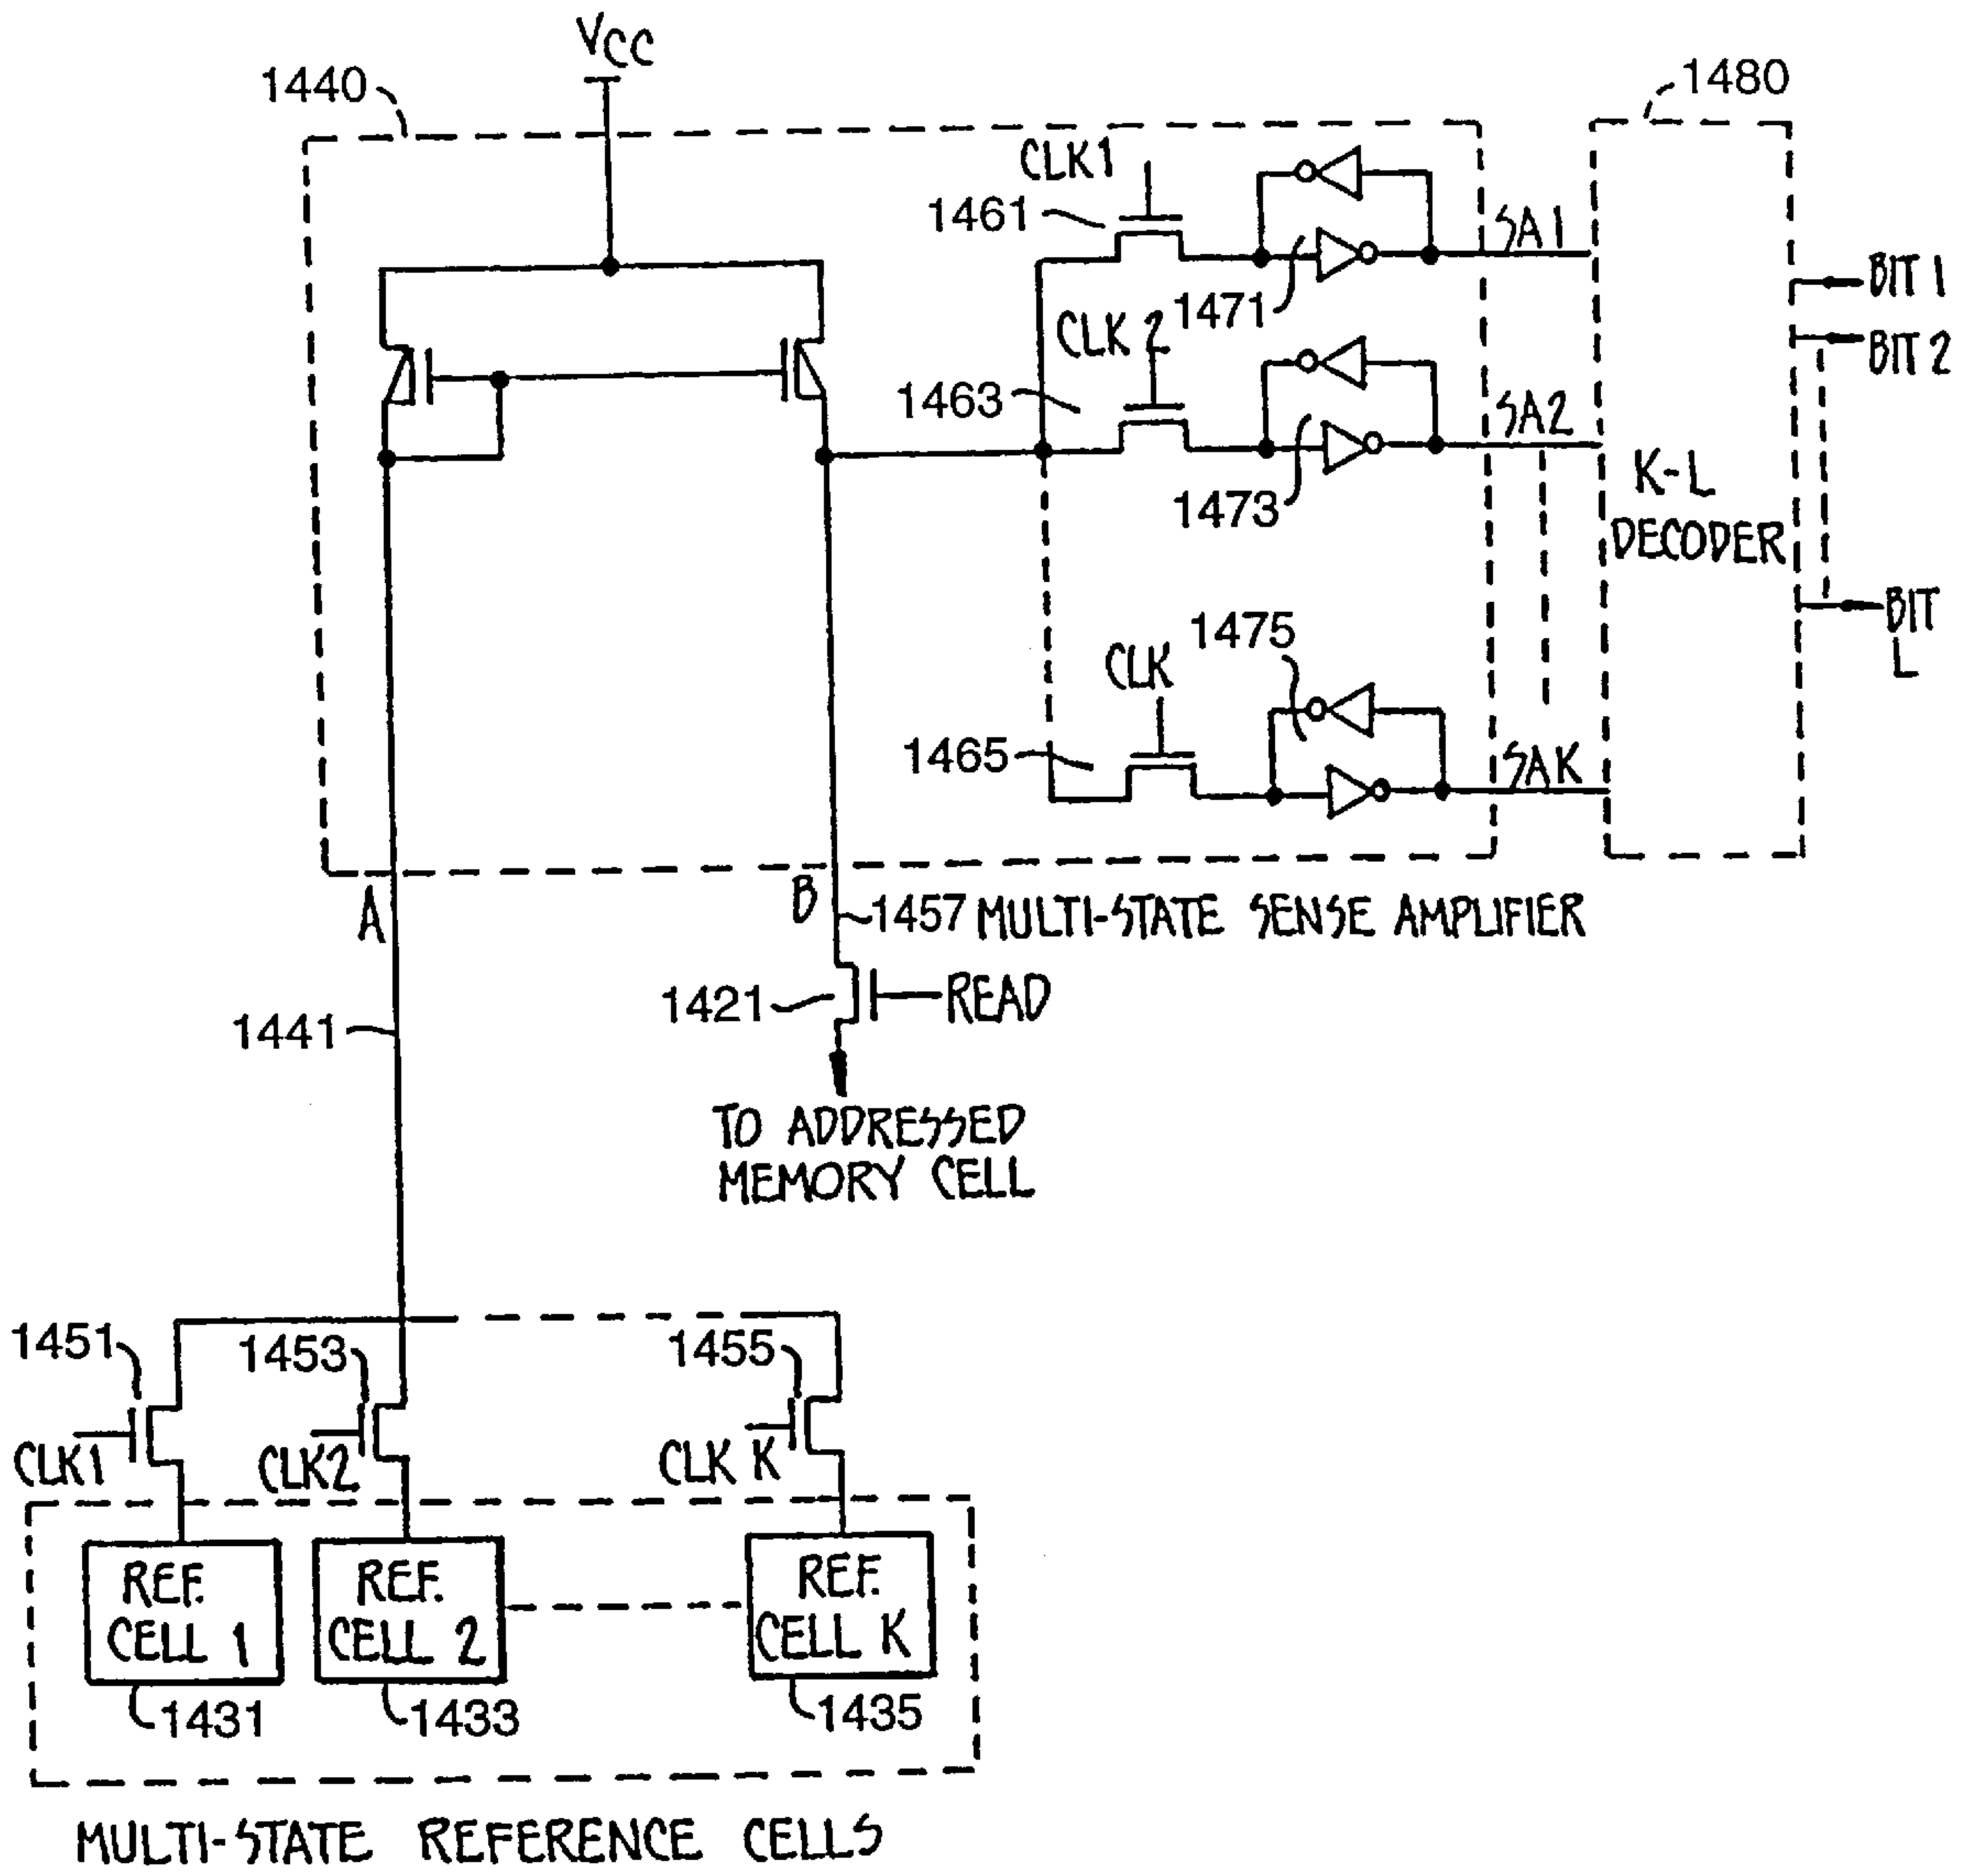 VCC
1440
1480
CLK1
1461
SA1
1471
BIT 1
CLK 2
BIT 2
1463
SA2
1473
K-L
DECODER
1475
BIT
L
CLK
1465
SAK
A
B
1457
MULTI-STATE SENSE AMPLIFIER
1421
READ
1441
TO ADDRESSED
MEMORY CELL
1451
1453
1455
CLK1
CLK2
CLK K
REF.
CELL 1
REF.
CELL 2
REF.
CELL K
1431
1433
1435
MULTI-STATE REFERENCE CELLS